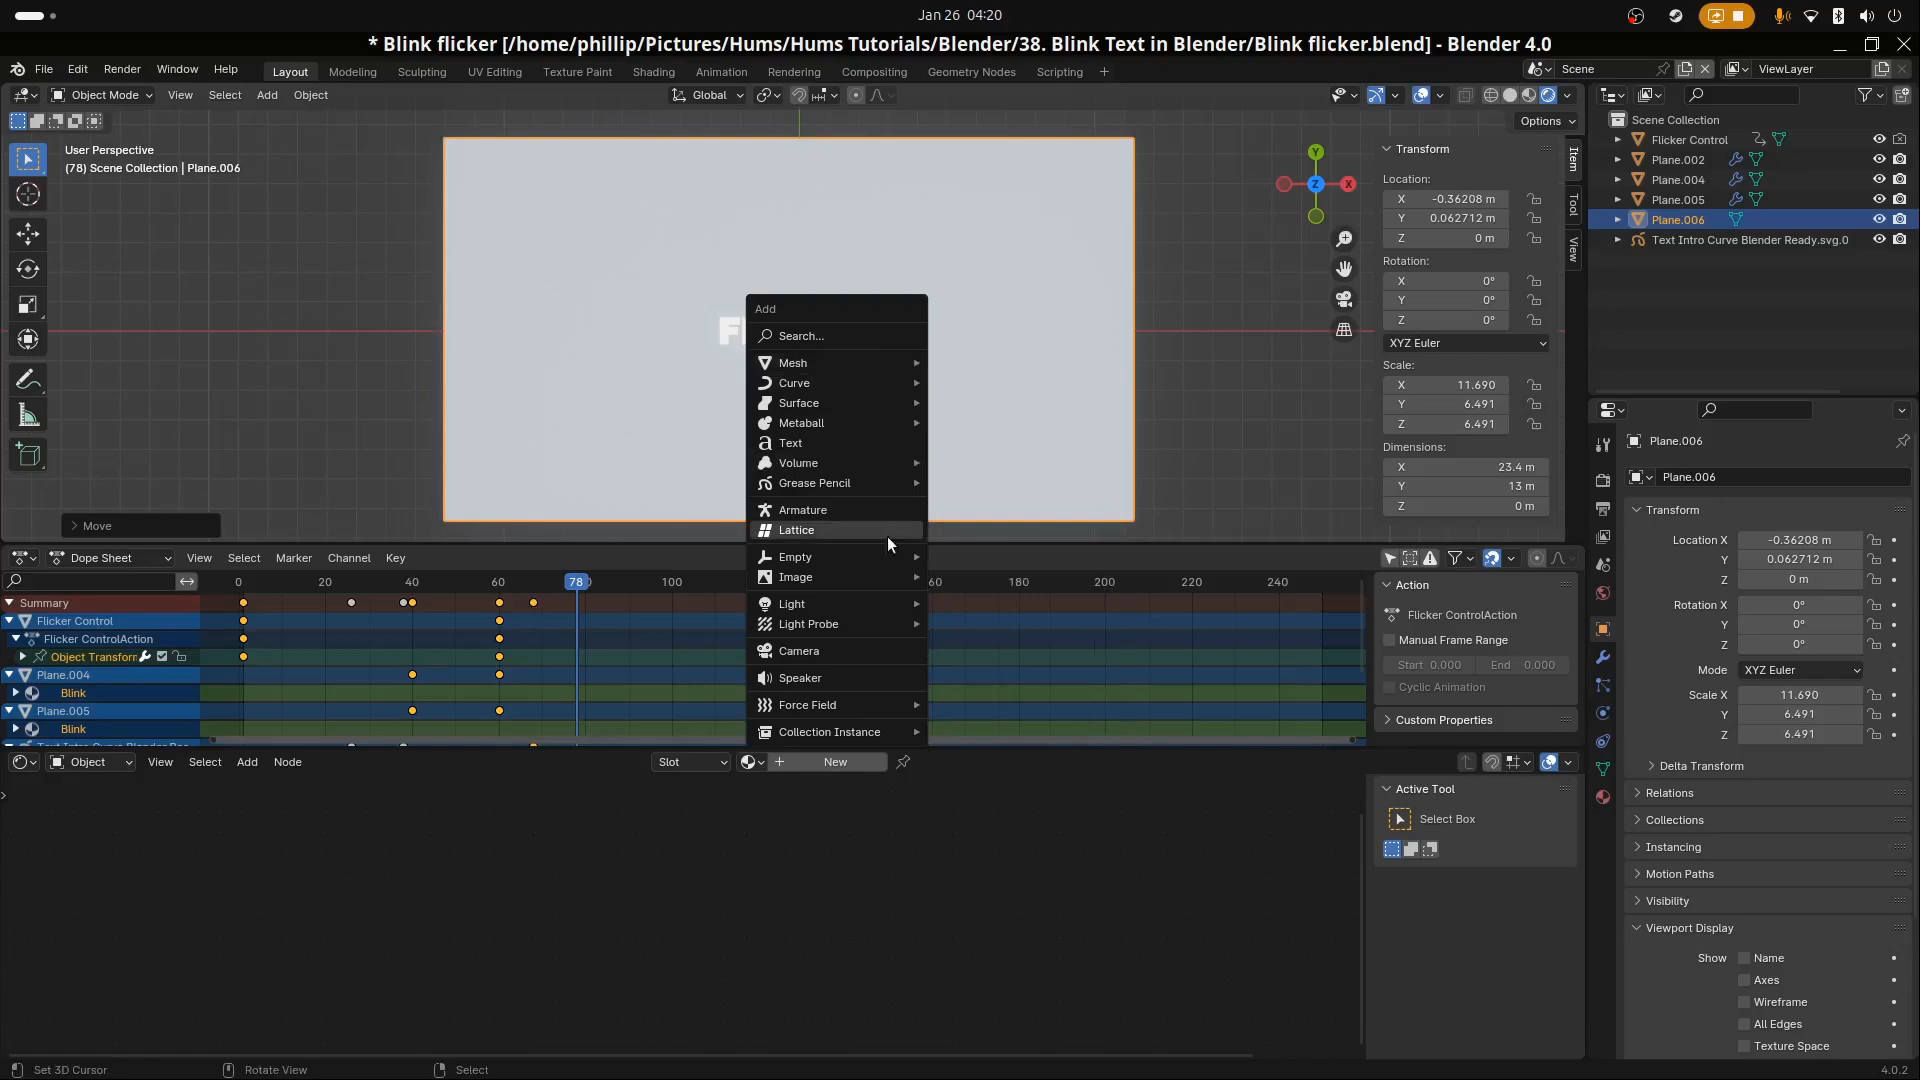 Jan 26 04:20
* Blink flicker [/home/phillip/Pictures/Hums/Hums Tutorials/Blender/38. Blink Text in Blender/Blink flicker.blend] - Blender 4.0
File Edit Render Window Help Layout Modeling Sculpting UV Editing Texture Paint Shading Animation Rendering Compositing Geometry Nodes Scripting + Scene ViewLayer
Object Mode View Select Add Object Global
Options
User Perspective
(78) Scene Collection | Plane.006
Y
Z
X
Transform
Location:
X -0.36208 m
Y 0.062712 m
Z 0 m
Rotation:
X 0°
Y 0°
Z 0°
XYZ Euler
Scale:
X 11.690
Y 6.491
Z 6.491
Dimensions:
X 23.4 m
Y 13 m
Z 0 m
Item
Tool
View
Scene Collection
Flicker Control
Plane.002
Plane.004
Plane.005
Plane.006
Text Intro Curve Blender Ready.svg.0
Add
Search...
Mesh
Curve
Surface
Metaball
Text
Volume
Grease Pencil
Armature
Lattice
Empty
Image
Light
Light Probe
Camera
Speaker
Force Field
Collection Instance
Move
Dope Sheet View Select Marker Channel Key
0 20 40 60 78 100 60 180 200 220 240
Summary
Flicker Control
Flicker ControlAction
Object Transforr
Plane.004
Blink
Plane.005
Blink
Action
Flicker ControlAction
Manual Frame Range
Start 0.000 End 0.000
Cyclic Animation
Custom Properties
Object View Select Add Node Slot New
Active Tool
Select Box
Plane.006
Plane.006
Transform
Location X -0.36208 m
Y 0.062712 m
Z 0 m
Rotation X 0°
Y 0°
Z 0°
Mode XYZ Euler
Scale X 11.690
Y 6.491
Z 6.491
Delta Transform
Relations
Collections
Instancing
Motion Paths
Visibility
Viewport Display
Show Name
Axes
Wireframe
All Edges
Texture Space
Set 3D Cursor Rotate View Select 4.0.2